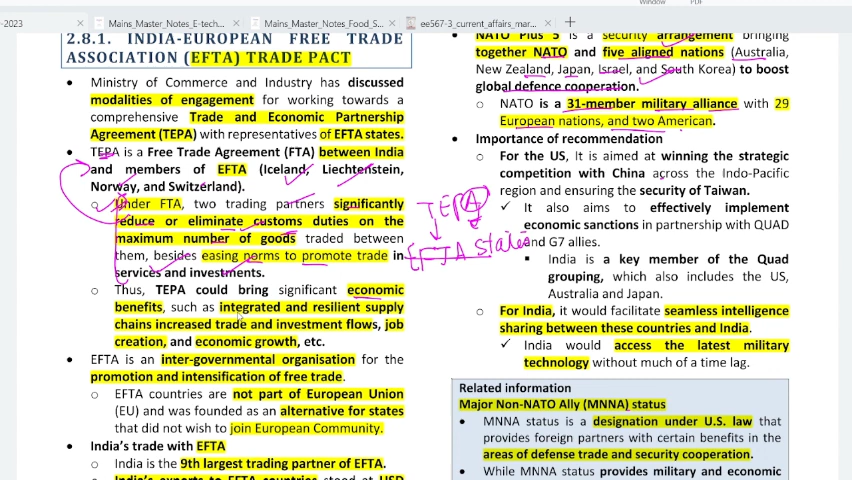 Window PDF
-2023
Mains_Master_Notes_E-tech...
Mains_Master_Notes_Food_S...
ee567-3_current_affairs_mar...
2.8.1. INDIA-EUROPEAN FREE TRADE
ASSOCIATION (EFTA) TRADE PACT
• Ministry of Commerce and Industry has discussed
modalities of engagement for working towards a
comprehensive Trade and Economic Partnership
Agreement (TEPA) with representatives of EFTA states.
• TEPA is a Free Trade Agreement (FTA) between India
and members of EFTA (Iceland, Liechtenstein,
Norway, and Switzerland).
o Under FTA, two trading partners significantly
reduce or eliminate customs duties on the
maximum number of goods traded between
them, besides easing norms to promote trade in
services and investments.
o Thus, TEPA could bring significant economic
benefits, such as integrated and resilient supply
chains increased trade and investment flows, job
creation, and economic growth, etc.
• EFTA is an inter-governmental organisation for the
promotion and intensification of free trade.
o EFTA countries are not part of European Union
(EU) and was founded as an alternative for states
that did not wish to join European Community.
• India's trade with EFTA
o India is the 9th largest trading partner of EFTA.
o India's exports to EFTA countries stood at USD
TEPA
EFTA States
NATO Plus 5 is a security arrangement bringing
together NATO and five aligned nations (Australia,
New Zealand, Japan, Israel, and South Korea) to boost
global defence cooperation.
o NATO is a 31-member military alliance with 29
European nations, and two American.
• Importance of recommendation
o For the US, It is aimed at winning the strategic
competition with China across the Indo-Pacific
region and ensuring the security of Taiwan.
✓ It also aims to effectively implement
economic sanctions in partnership with QUAD
and G7 allies.
▪ India is a key member of the Quad
grouping, which also includes the US,
Australia and Japan.
o For India, it would facilitate seamless intelligence
sharing between these countries and India.
✓ India would access the latest military
technology without much of a time lag.
Related information
Major Non-NATO Ally (MNNA) status
• MNNA status is a designation under U.S. law that
provides foreign partners with certain benefits in the
areas of defense trade and security cooperation.
• While MNNA status provides military and economic